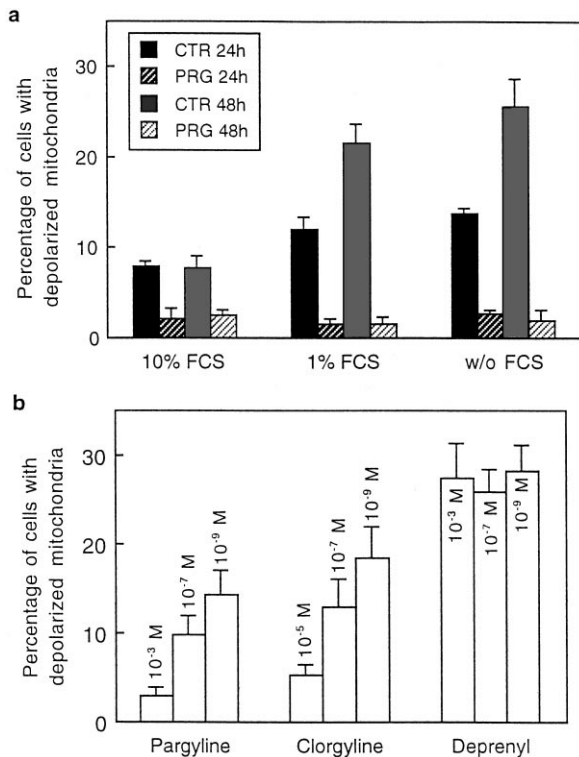 a
Percentage of cells with
depolarized mitochondria
30
20
10
0
CTR 24h
PRG 24h
CTR 48h
PRG 48h
10% FCS 1% FCS w/o FCS
b
Percentage of cells with
depolarized mitochondria
30
20
10
0
10⁻³ M
10⁻⁷ M
10⁻⁹ M
10⁻⁵ M
10⁻⁷ M
10⁻⁹ M
10⁻³ M
10⁻⁷ M
10⁻⁹ M
Pargyline Clorgyline Deprenyl